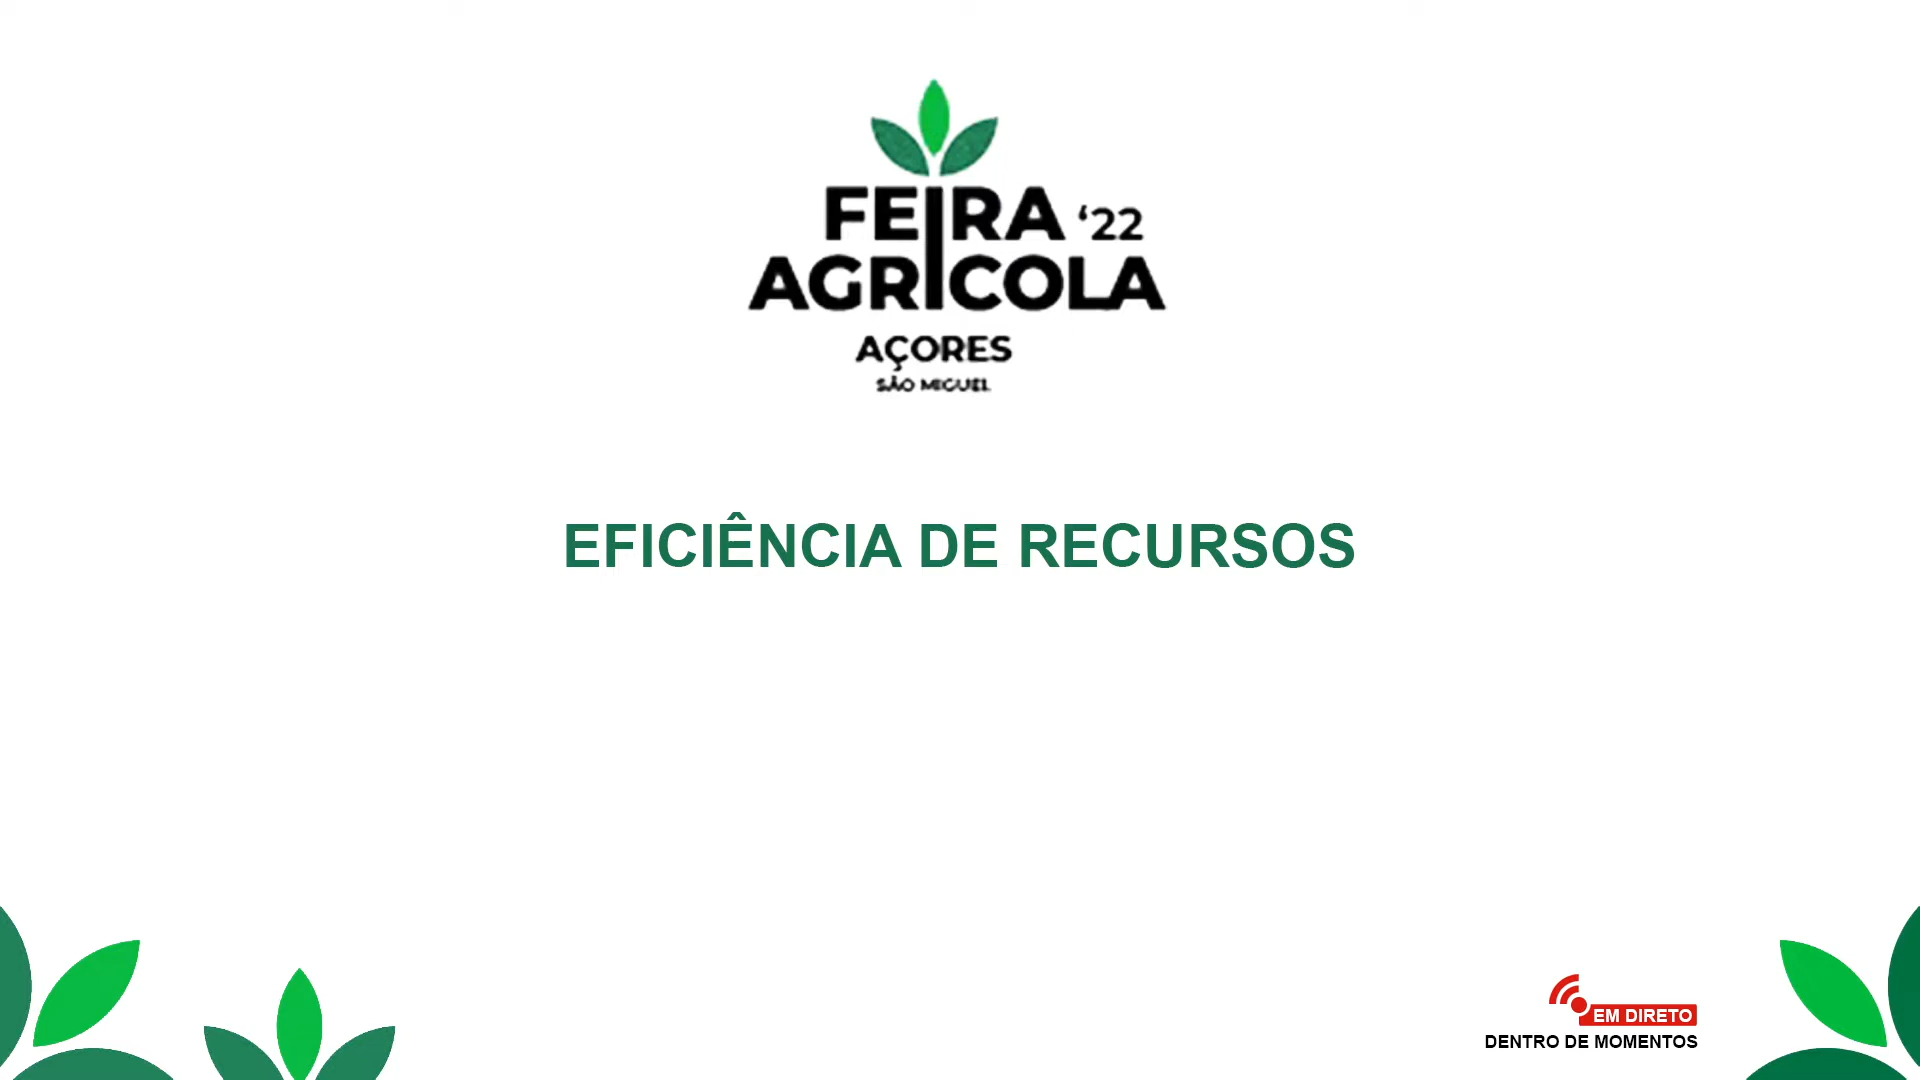 FEIRA ‘22
AGRICOLA
AÇORES
SÃO MIGUEL
EFICIÊNCIA DE RECURSOS
EM DIRETO
DENTRO DE MOMENTOS